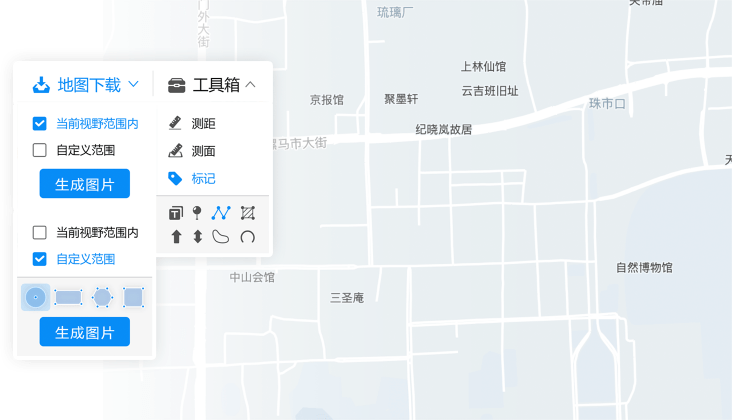 门外大街
琉璃厂
上林仙馆
云吉班旧址
京报馆
聚墨轩
珠市口
纪晓岚故居
马市大街
自然博物馆
中山会馆
三圣庵
地图下载
工具箱
当前视野范围内
自定义范围
生成图片
当前视野范围内
自定义范围
生成图片
测距
测面
标记
T